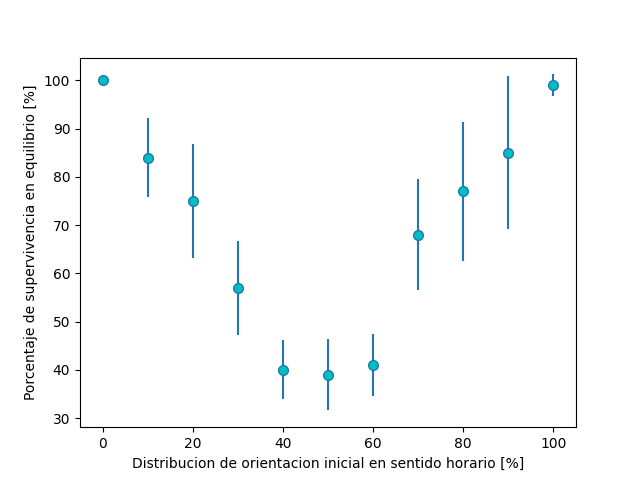 Porcentaje de supervivencia en equilibrio [%]
100
90
80
70
60
50
40
30
0 20 40 60 80 100
Distribucion de orientacion inicial en sentido horario [%]